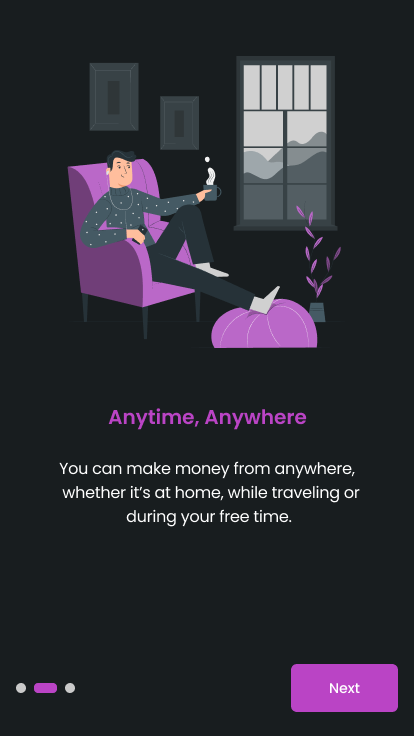 Anytime, Anywhere
You can make money from anywhere,
whether it’s at home, while traveling or
during your free time.
Next